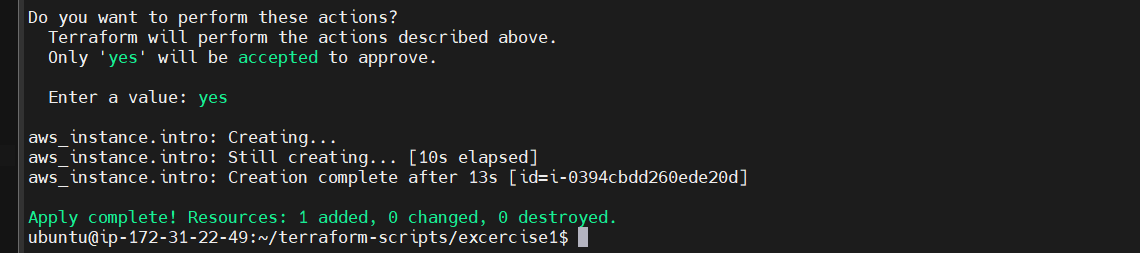 Do you want to perform these actions?
Terraform will perform the actions described above.
Only 'yes' will be accepted to approve.
Enter a value: yes
aws_instance.intro: Creating...
aws_instance.intro: Still creating... [10s elapsed]
aws_instance.intro: Creation complete after 13s [id=i-0394cbdd260ede20d]
Apply complete! Resources: 1 added, 0 changed, 0 destroyed.
ubuntu@ip-172-31-22-49:~/terraform-scripts/excercise1$